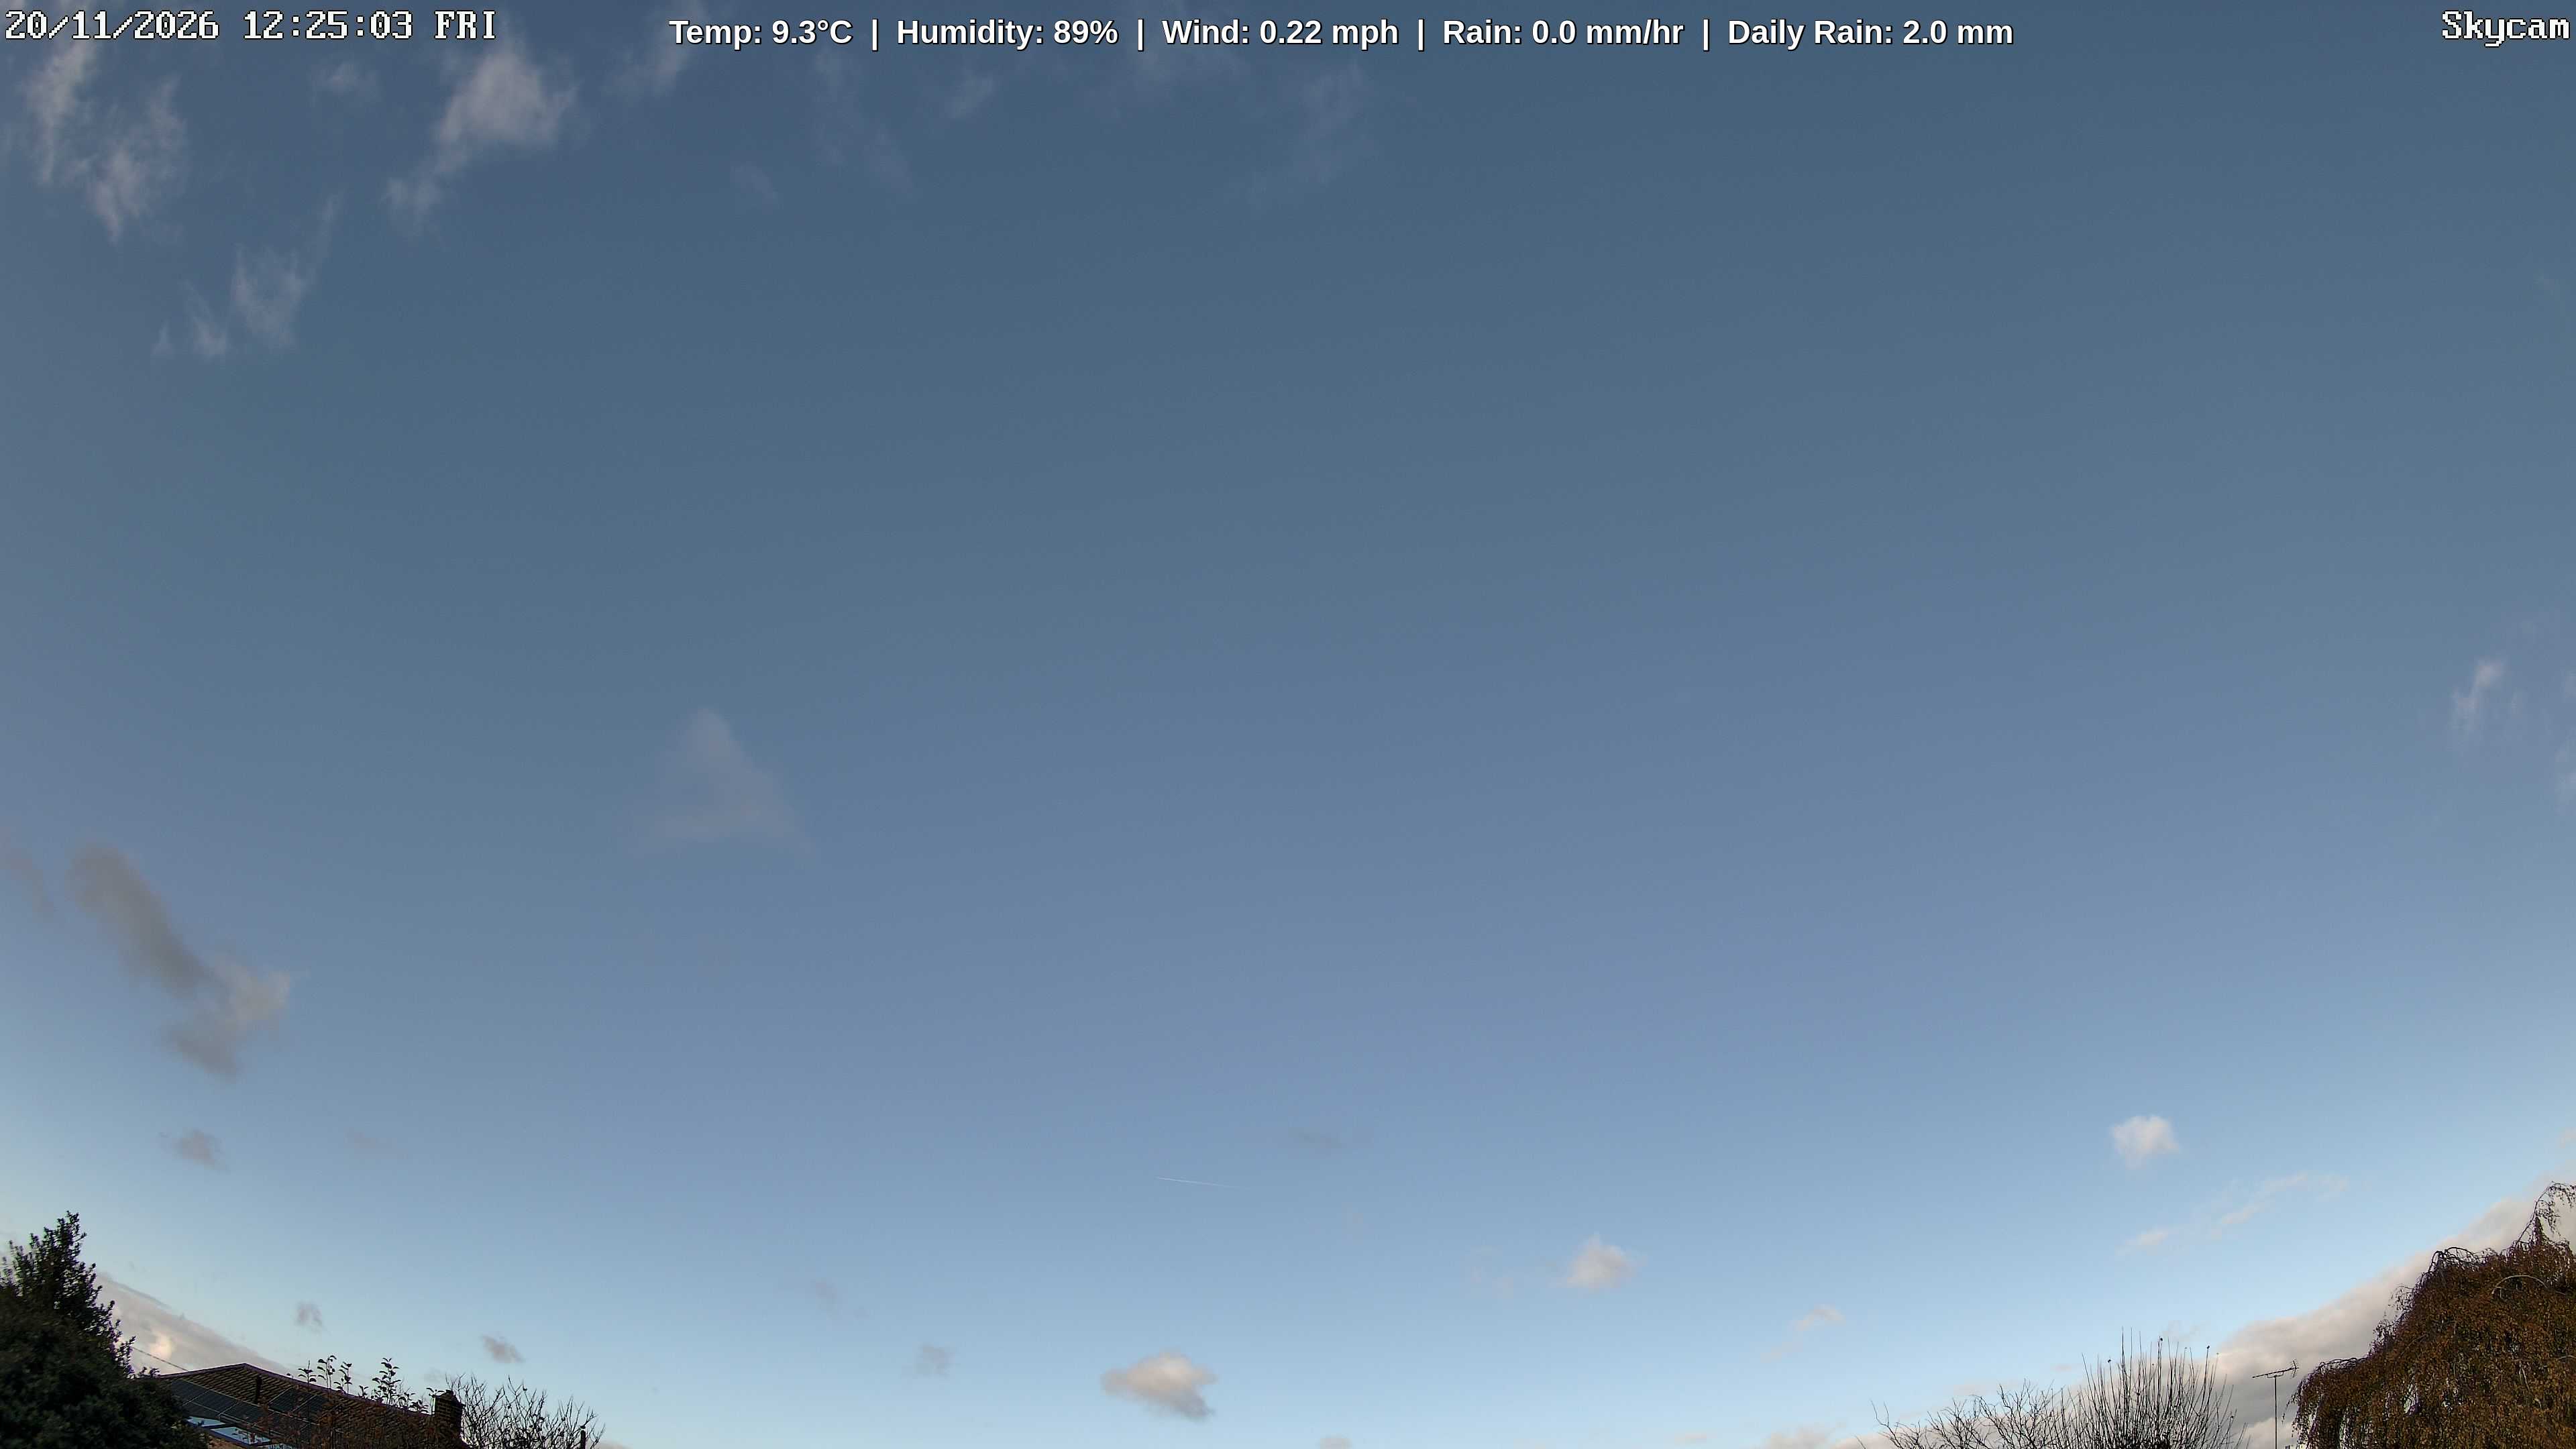 20/11/2026 12:25:03 FRI
Temp: 9.3°C | Humidity: 89% | Wind: 0.22 mph | Rain: 0.0 mm/hr | Daily Rain: 2.0 mm
Skycam